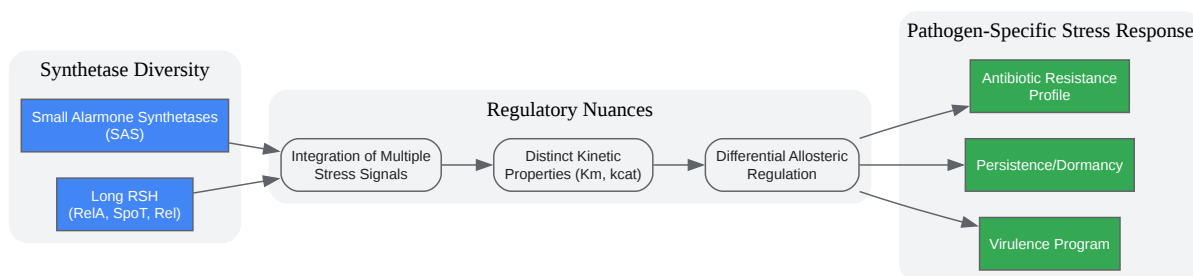 Synthetase Diversity
Small Alarmone Synthetases
(SAS)
Long RSH
(RelA, SpoT, Rel)
Regulatory Nuances
Integration of Multiple
Stress Signals
Distinct Kinetic
Properties (Km, kcat)
Differential Allosteric
Regulation
Pathogen-Specific Stress Response
Antibiotic Resistance
Profile
Persistence/Dormancy
Virulence Program